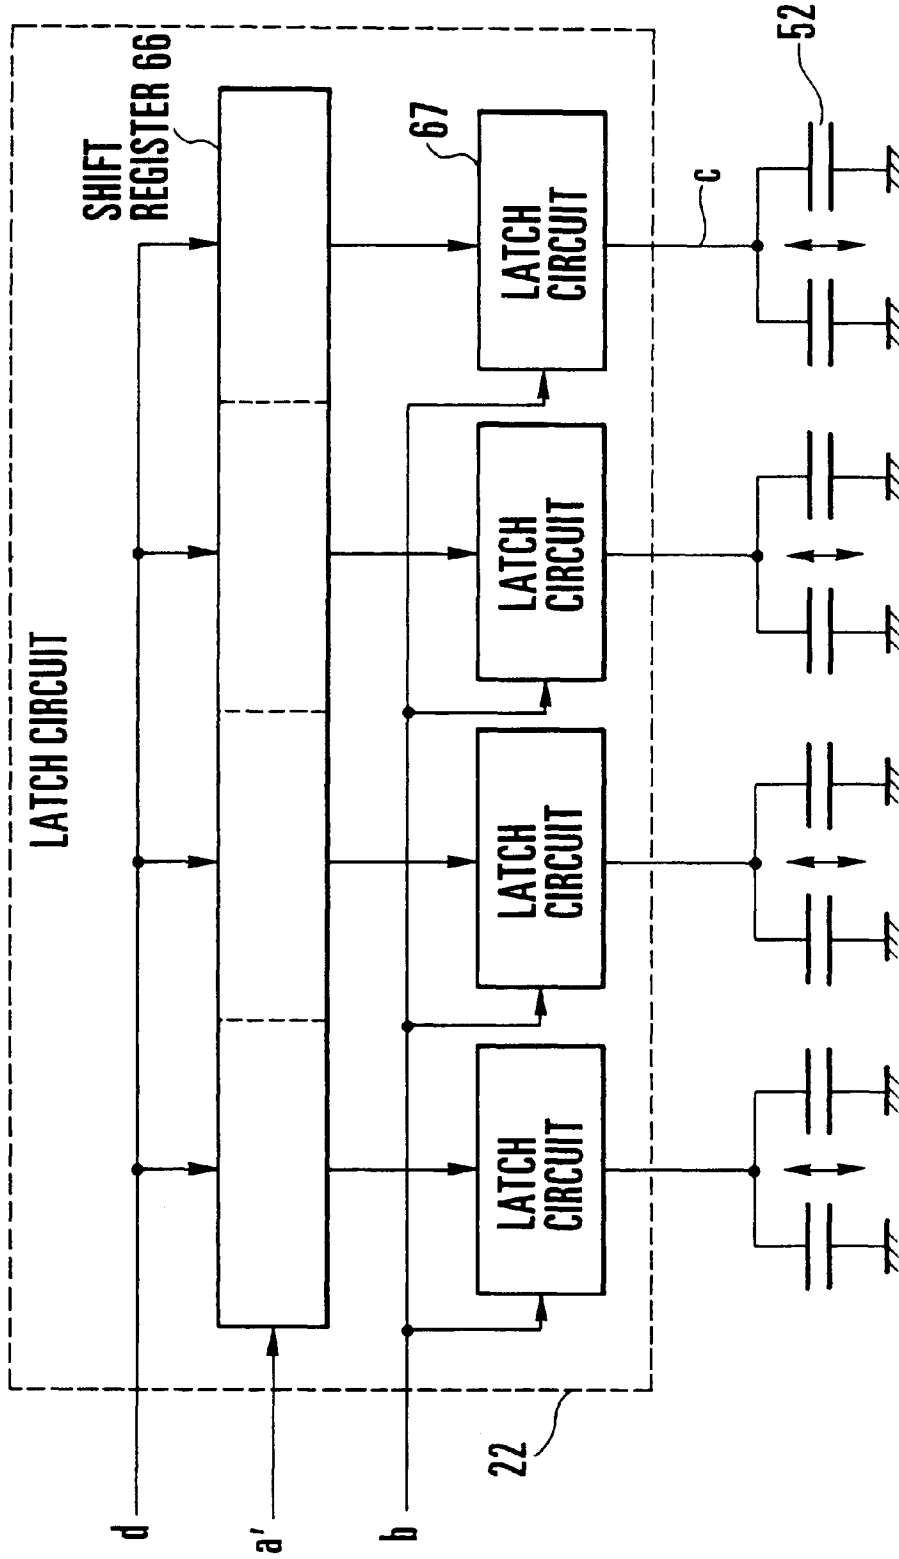 LATCH CIRCUIT
SHIFT
REGISTER 66
d
a'
b
22
67
LATCH
CIRCUIT
LATCH
CIRCUIT
LATCH
CIRCUIT
LATCH
CIRCUIT
c
52